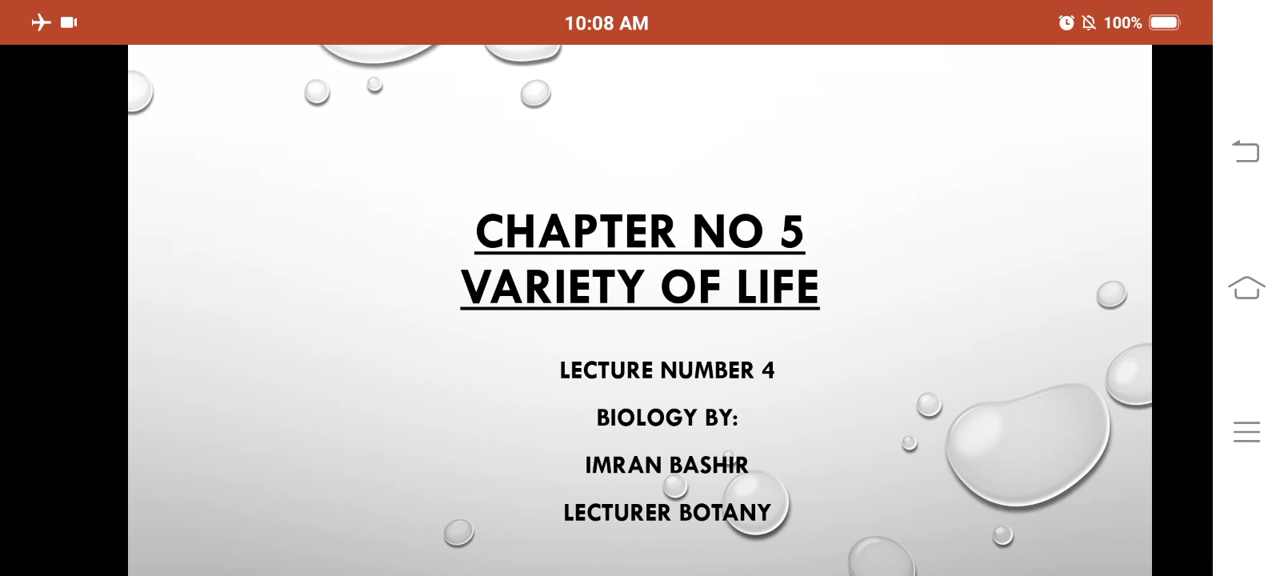 10:08 AM
100%
CHAPTER NO 5
VARIETY OF LIFE
LECTURE NUMBER 4
BIOLOGY BY:
IMRAN BASHIR
LECTURER BOTANY